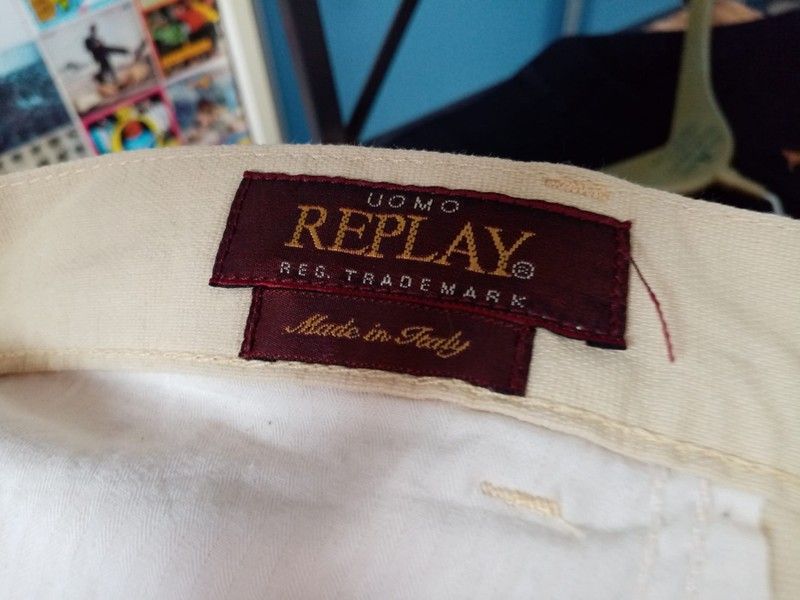 UOMO
REPLAY®
REG. TRADEMARK
Made in Italy